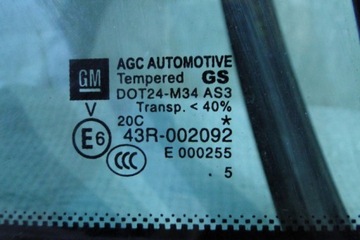 GM
AGC AUTOMOTIVE
Tempered GS
DOT24-M34 AS3
Transp. < 40%
V
20C *
E6
43R-002092
CCC
E 000255
. 5